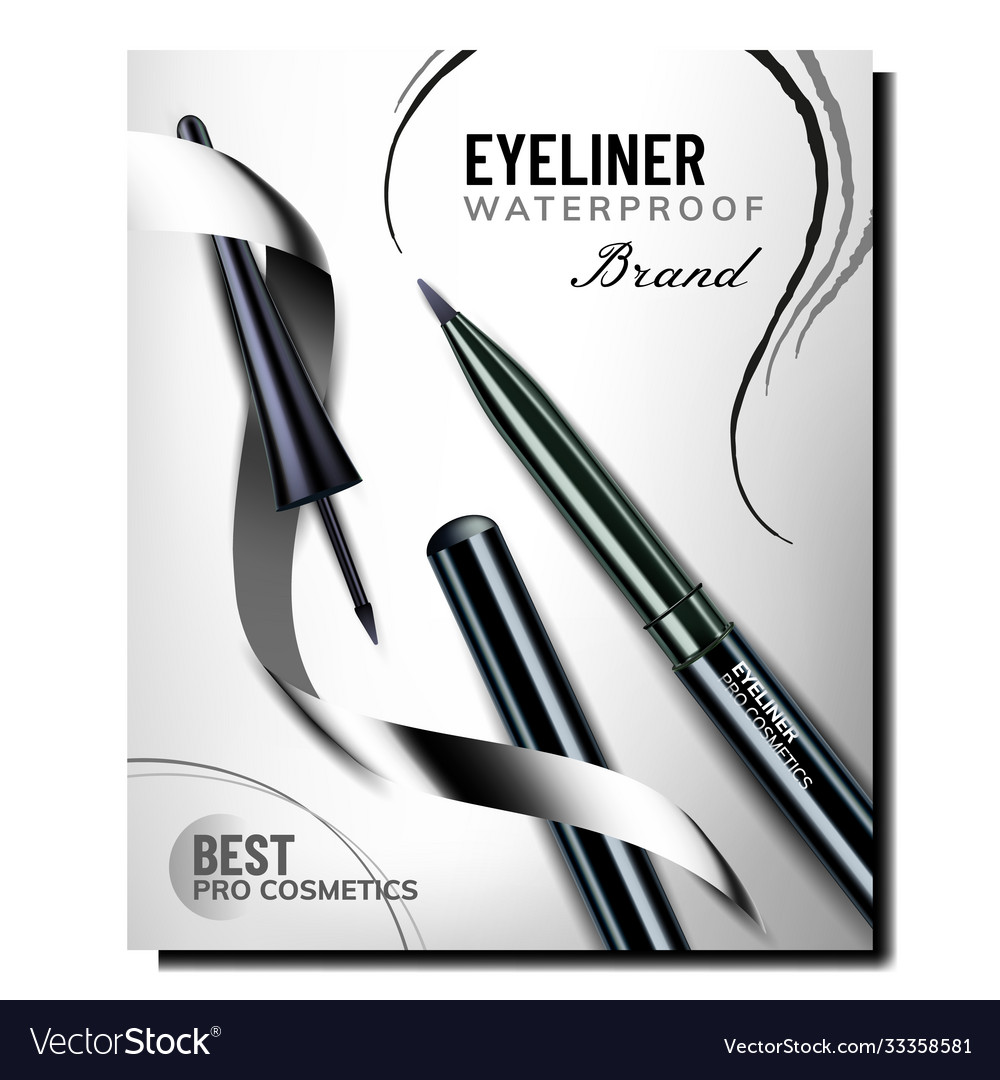 EYELINER
WATERPROOF
Brand
EYELINER
PRO COSMETICS
BEST
PRO COSMETICS
VectorStock®
VectorStock.com/33358581